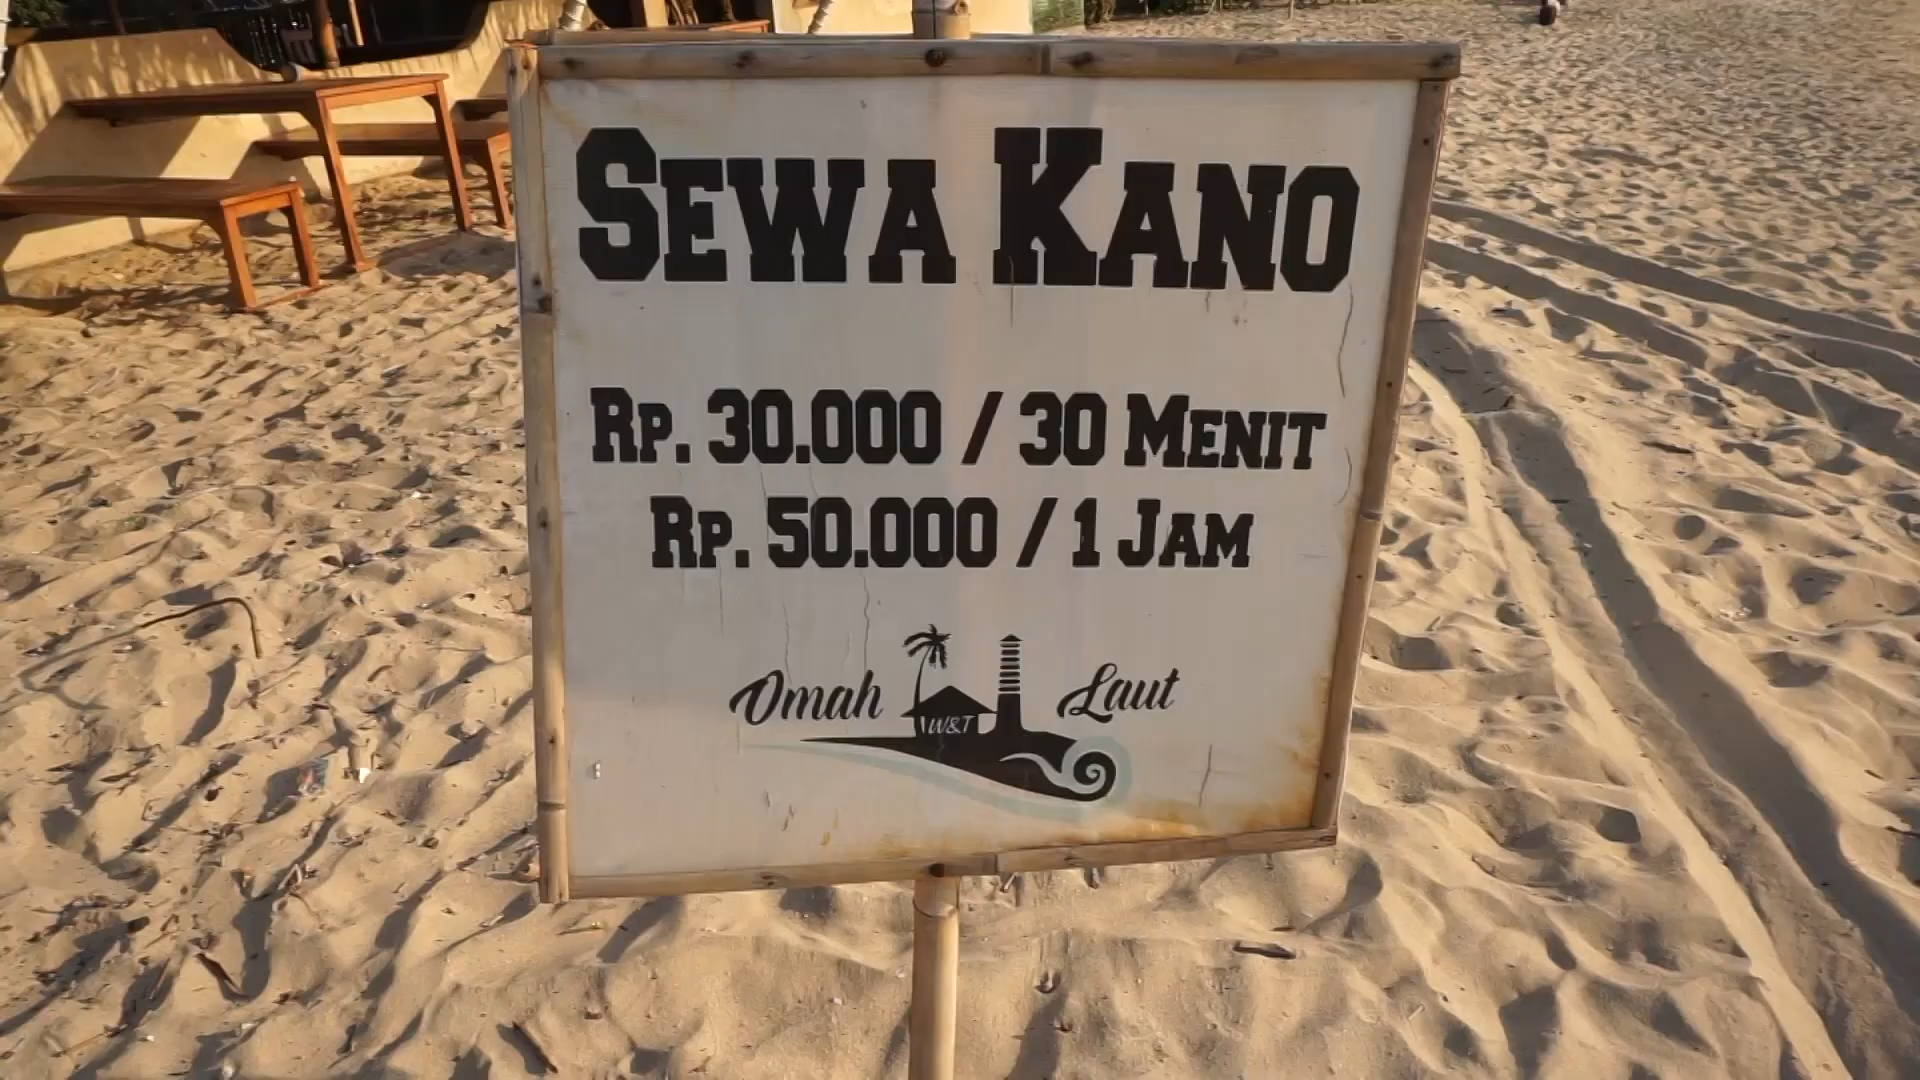 SEWA KANO
RP. 30.000 / 30 MENIT
RP. 50.000 / 1 JAM
Omah Laut
W&T